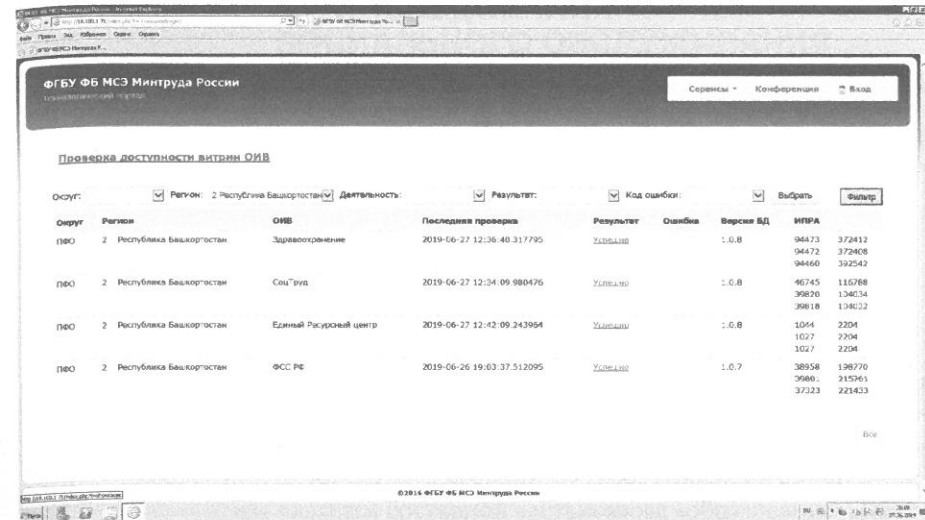 ФГБУ ФБ МСЭ Минтруда России
технологический портал
Сервисы Конференция Вход
Проверка доступности витрин ОИВ
Округ: Регион: 2 Республика Башкортостан Деятельность: Результат: Код ошибки: Выбрать Фильтр
Округ Регион ОИВ Последняя проверка Результат Ошибка Версия БД ИПРА
ПФО 2 Республика Башкортостан Здравоохранение 2019-06-27 12:36:40.317795 Успешно 1.0.8 94473 372412
94472 372408
94460 392542
ПФО 2 Республика Башкортостан СоцТруд 2019-06-27 12:34:09.980476 Успешно 1.0.8 46745 116788
39820 104034
39818 104032
ПФО 2 Республика Башкортостан Единый Ресурсный центр 2019-06-27 12:42:09.243964 Успешно 1.0.8 1044 2204
1027 2204
1027 2204
ПФО 2 Республика Башкортостан ФСС РФ 2019-06-26 19:03:37.512095 Успешно 1.0.7 38958 198770
39801 215761
37323 221433
Все
©2016 ФГБУ ФБ МСЭ Минтруда России